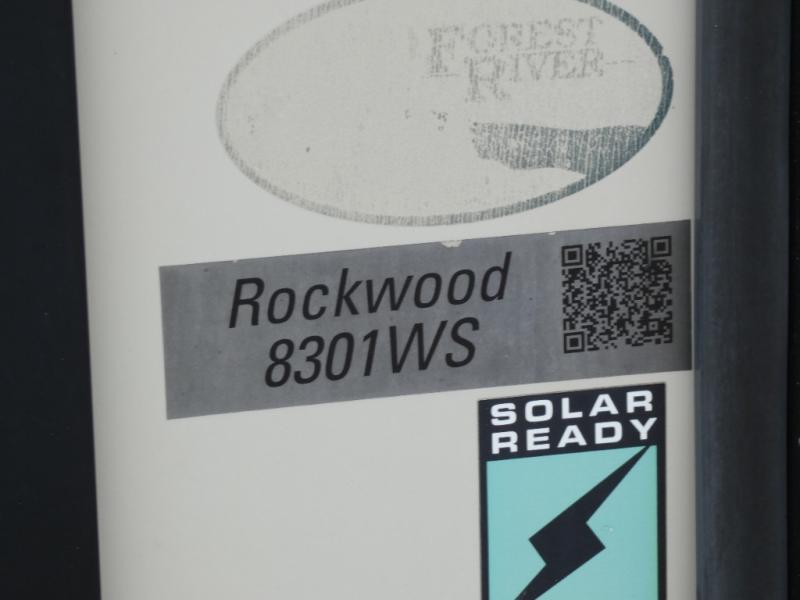 FOREST
RIVER
Rockwood
8301WS
SOLAR
READY